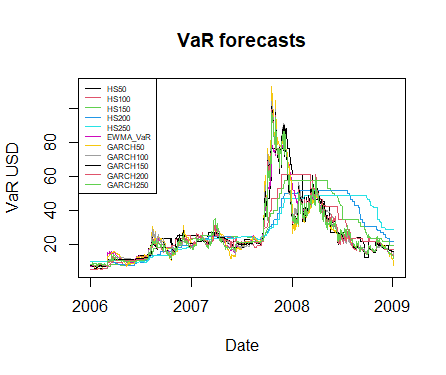 VaR forecasts
HS50
HS100
HS150
HS200
HS250
EWMA_VaR
GARCH50
GARCH100
GARCH150
GARCH200
GARCH250
VaR USD
80
60
40
20
2006 2007 2008 2009
Date